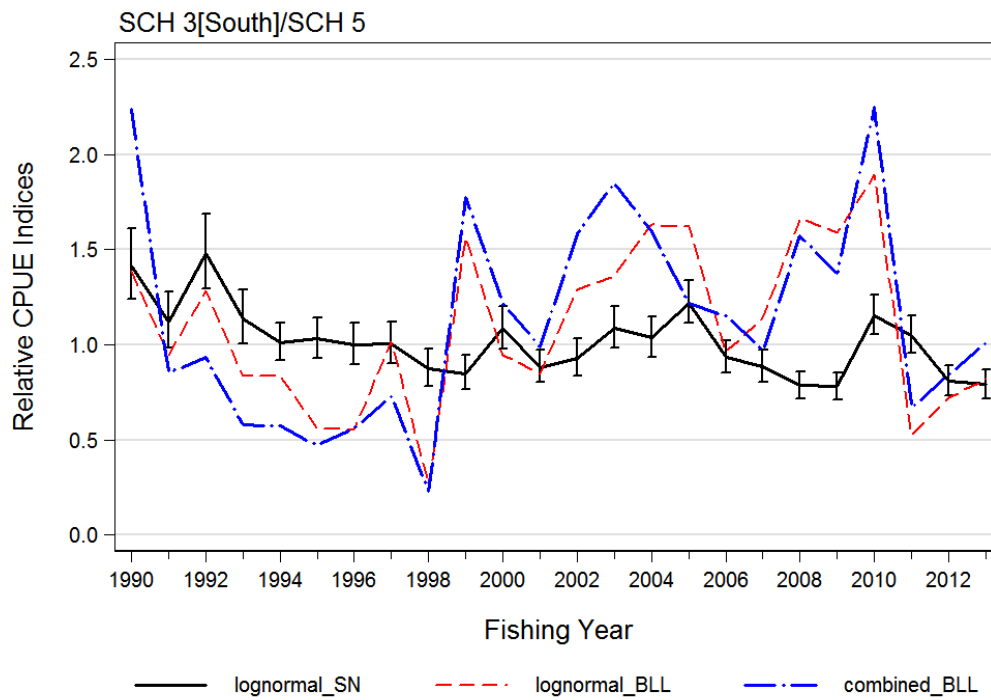 SCH 3[South]/SCH 5
2.5
2.0
1.5
1.0
0.5
0.0
Relative CPUE Indices
1990 1992 1994 1996 1998 2000 2002 2004 2006 2008 2010 2012
Fishing Year
lognormal_SN lognormal_BLL combined_BLL